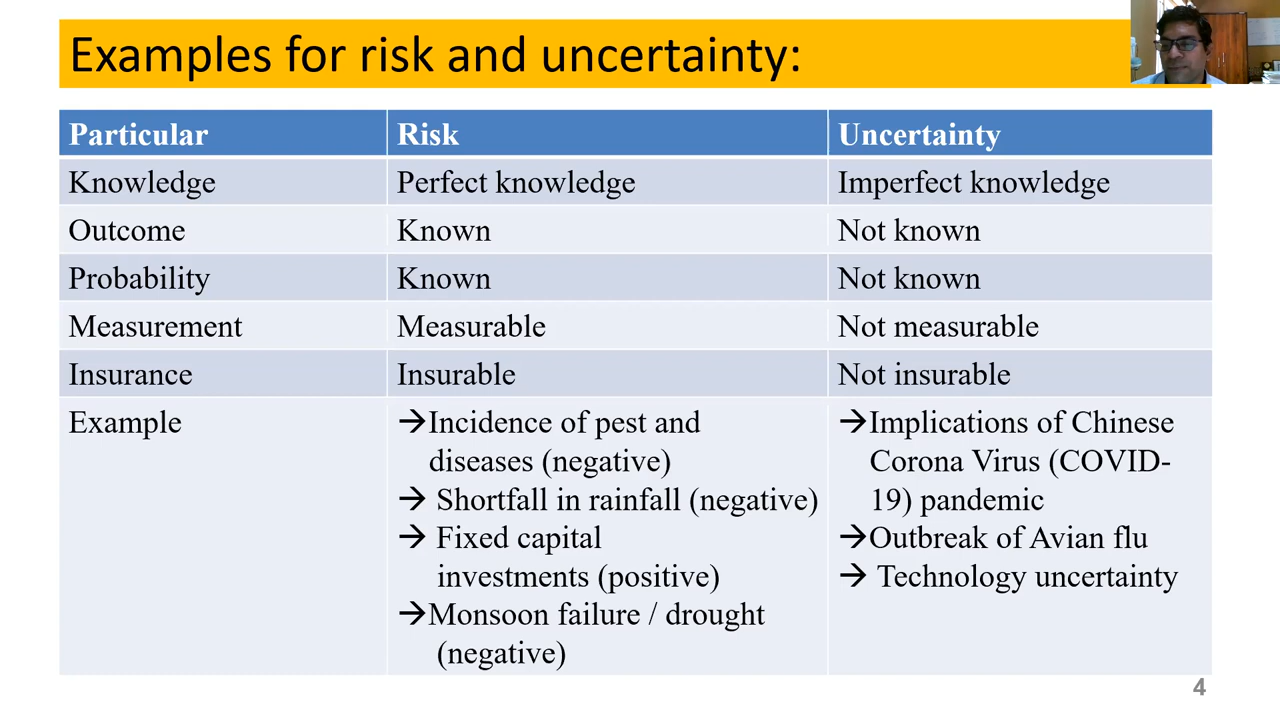 Examples for risk and uncertainty:
Particular Risk Uncertainty
Knowledge Perfect knowledge Imperfect knowledge
Outcome Known Not known
Probability Known Not known
Measurement Measurable Not measurable
Insurance Insurable Not insurable
Example
→Incidence of pest and
diseases (negative)
→ Shortfall in rainfall (negative)
→ Fixed capital
investments (positive)
→Monsoon failure / drought
(negative)
→Implications of Chinese
Corona Virus (COVID-
19) pandemic
→Outbreak of Avian flu
→ Technology uncertainty
4